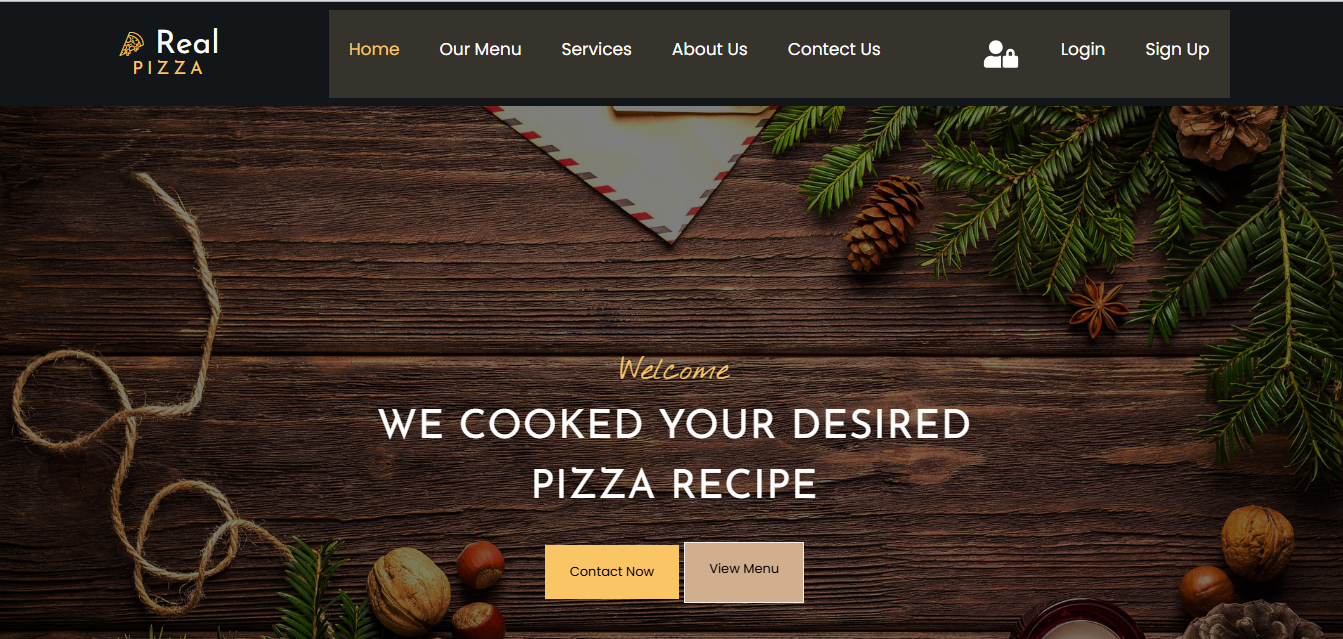 Real
PIZZA
Home Our Menu Services About Us Contect Us Login Sign Up
Welcome
WE COOKED YOUR DESIRED
PIZZA RECIPE
Contact Now View Menu